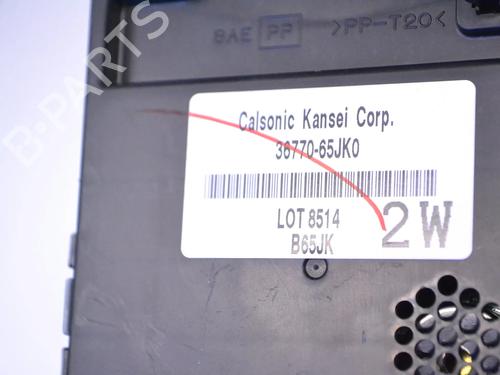 SAE PP >PP-T20<
Calsonic Kansei Corp.
36770-65JK0
LOT 8514
B65JK 2W
B-PARTS